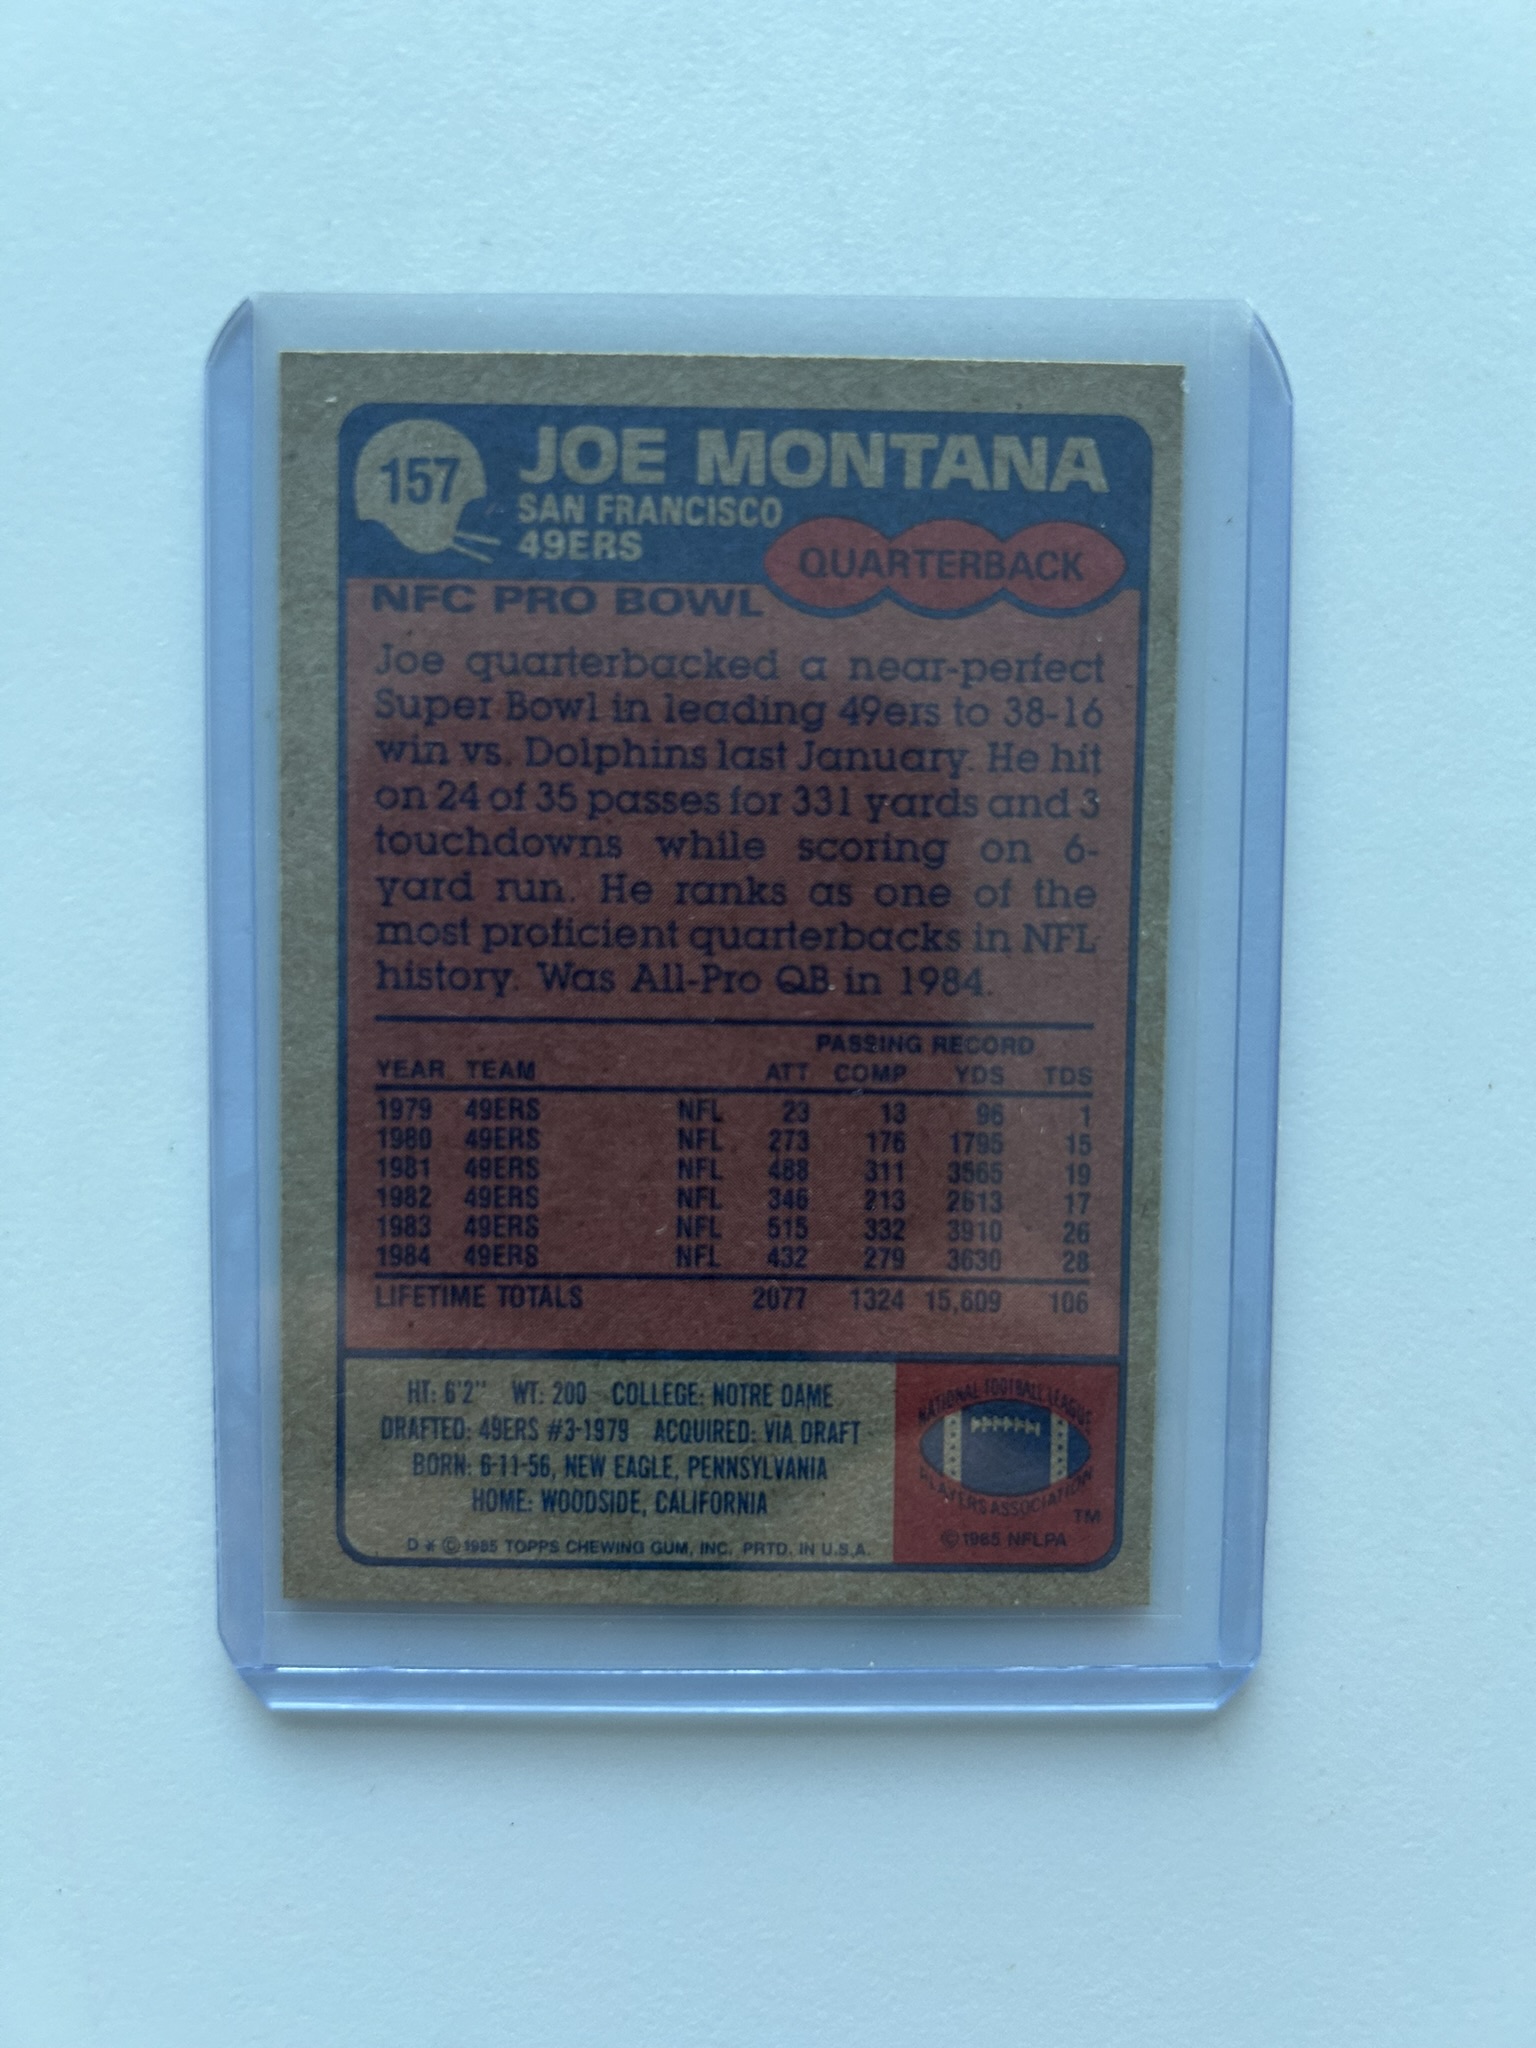 157
JOE MONTANA
SAN FRANCISCO
49ERS
QUARTERBACK
NFC PRO BOWL
Joe quarterbacked a near-perfect
Super Bowl in leading 49ers to 38-16
win vs. Dolphins last January. He hit
on 24 of 35 passes for 331 yards and 3
touchdowns while scoring on 6-
yard run. He ranks as one of the
most proficient quarterbacks in NFL
history. Was All-Pro QB in 1984.
PASSING RECORD
YEAR TEAM ATT COMP YDS TDS
1979 49ERS NFL 23 13 96 1
1980 49ERS NFL 273 176 1795 15
1981 49ERS NFL 488 311 3565 19
1982 49ERS NFL 346 213 2613 17
1983 49ERS NFL 515 332 3910 26
1984 49ERS NFL 432 279 3630 28
LIFETIME TOTALS 2077 1324 15,609 106
HT: 6'2" WT: 200 COLLEGE: NOTRE DAME
DRAFTED: 49ERS #3-1979 ACQUIRED: VIA DRAFT
BORN: 6-11-56, NEW EAGLE, PENNSYLVANIA
HOME: WOODSIDE, CALIFORNIA
D * © 1985 TOPPS CHEWING GUM, INC. PRTD. IN U.S.A.
NATIONAL FOOTBALL LEAGUE
PLAYERS ASSOCIATION
TM
© 1985 NFLPA